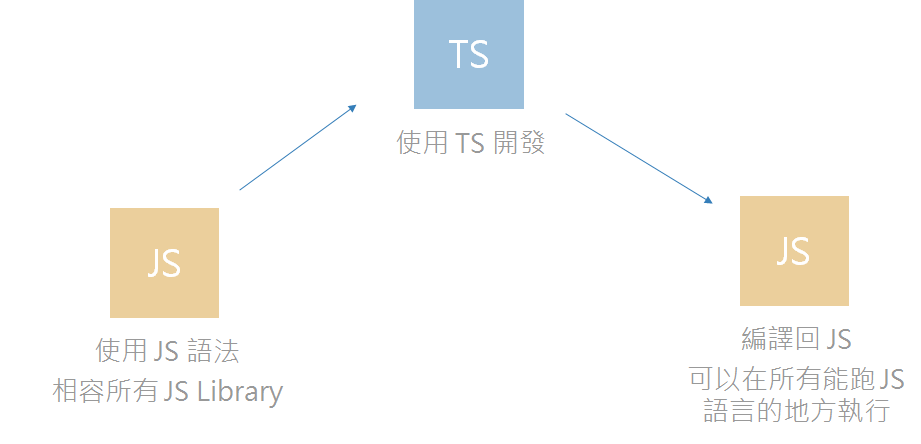 TS
使用 TS 開發
JS
使用 JS 語法
相容所有 JS Library
JS
編譯回 JS
可以在所有能跑 JS
語言的地方執行